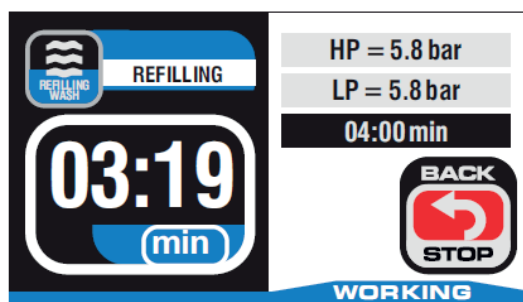 REFILLING
WASH
REFILLING
03:19
min
HP = 5.8 bar
LP = 5.8 bar
04:00 min
BACK
STOP
WORKING